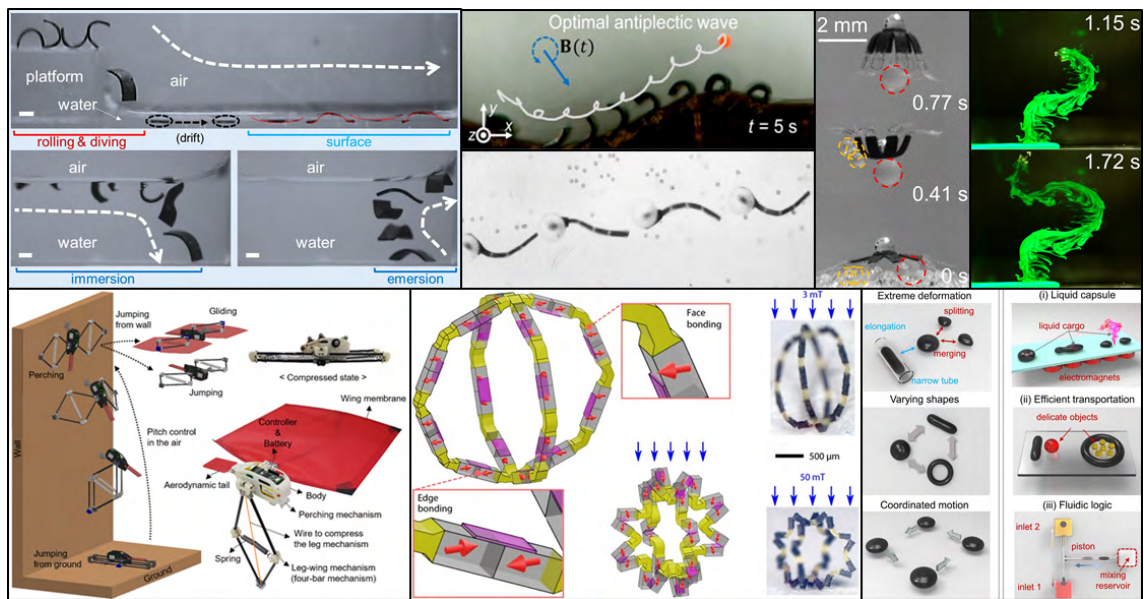 platform
air
water
(drift)
rolling & diving
surface
air
water
immersion
air
water
emersion
Optimal antiplectic wave
B(t)
y
z
x
t = 5 s
2 mm
0.77 s
0.41 s
0 s
1.15 s
1.72 s
Jumping
from wall
Gliding
Perching
Jumping
< Compressed state >
Wall
Pitch control
in the air
Wing membrane
Controller
&
Battery
Aerodynamic tail
Body
Perching mechanism
Wire to compress
the leg mechanism
Spring
Leg-wing mechanism
(four-bar mechanism)
Jumping
from ground
Ground
Face
bonding
Edge
bonding
3 mT
500 µm
50 mT
Extreme deformation
splitting
elongation
merging
narrow tube
Varying shapes
Coordinated motion
(i) Liquid capsule
liquid cargo
electromagnets
(ii) Efficient transportation
delicate objects
(iii) Fluidic logic
inlet 2
piston
inlet 1
mixing
reservoir